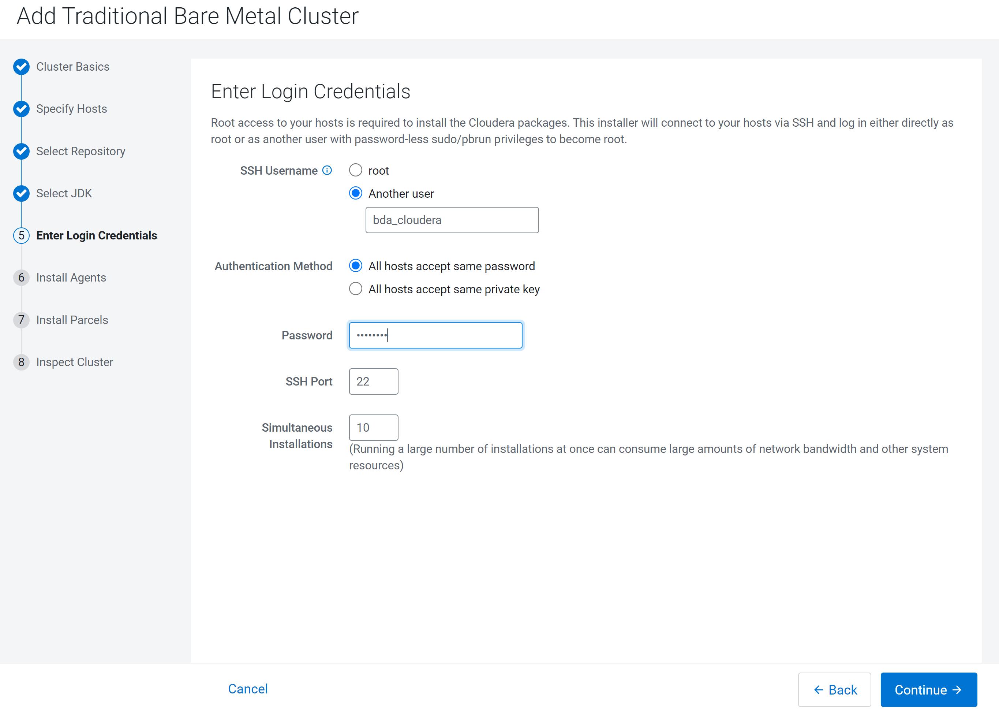 Add Traditional Bare Metal Cluster
Cluster Basics
Specify Hosts
Select Repository
Select JDK
5 Enter Login Credentials
6 Install Agents
7 Install Parcels
8 Inspect Cluster
Enter Login Credentials
Root access to your hosts is required to install the Cloudera packages. This installer will connect to your hosts via SSH and log in either directly as
root or as another user with password-less sudo/pbrun privileges to become root.
SSH Username
root
Another user
bda_cloudera
Authentication Method
All hosts accept same password
All hosts accept same private key
Password
••••••••
SSH Port
22
Simultaneous
Installations
10
(Running a large number of installations at once can consume large amounts of network bandwidth and other system
resources)
Cancel
← Back
Continue →